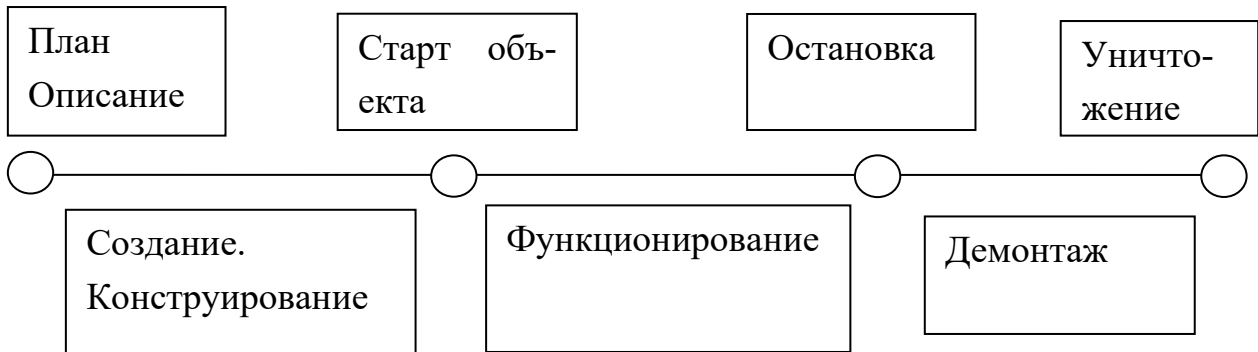 План
Описание
Старт объ-
екта
Остановка
Уничто-
жение
Создание.
Конструирование
Функционирование
Демонтаж